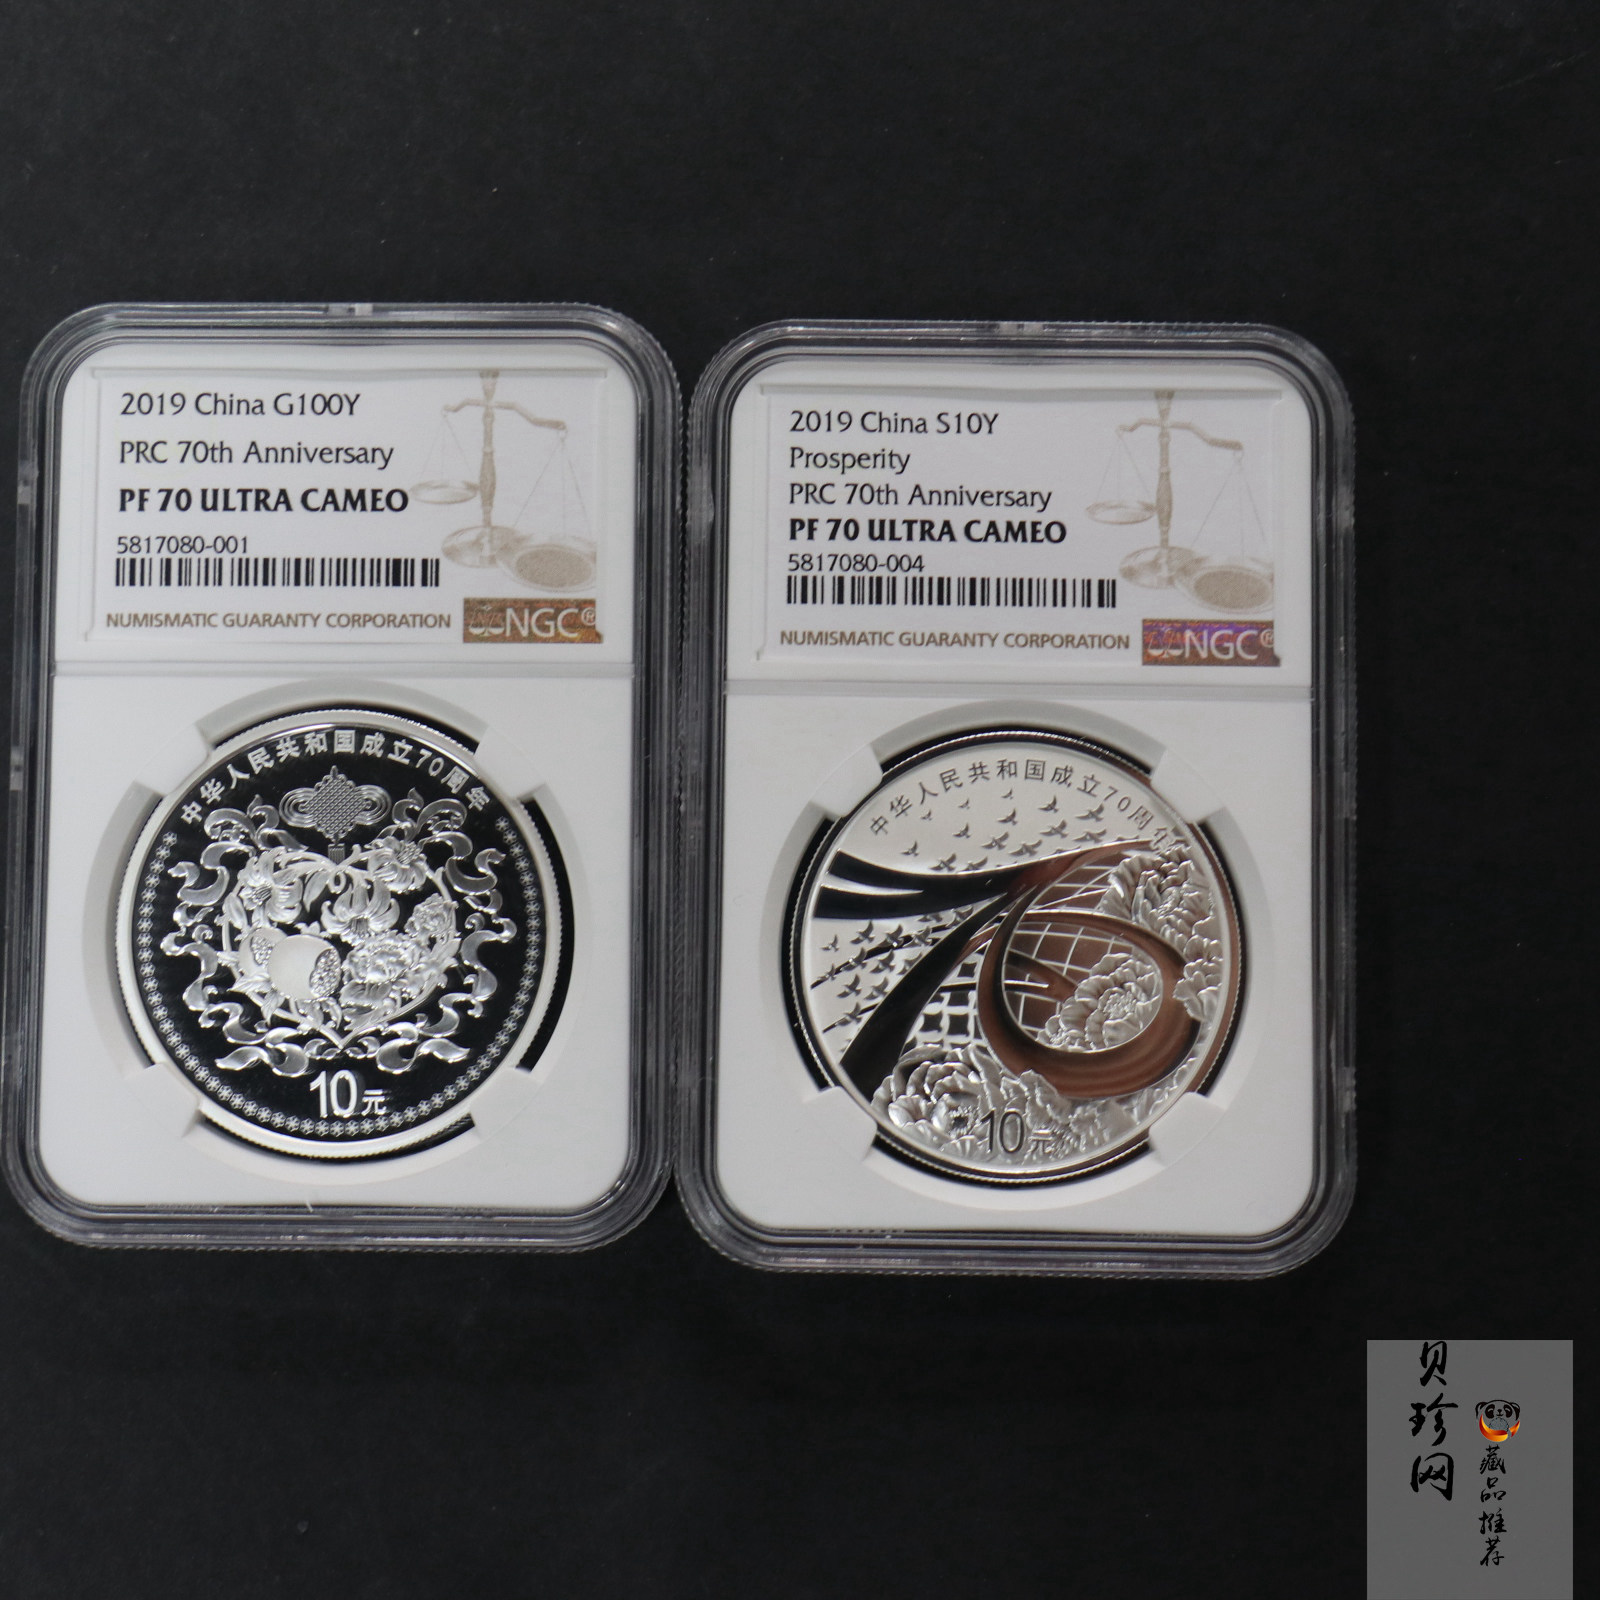 2019 China G100Y
PRC 70th Anniversary
PF 70 ULTRA CAMEO
5817080-001
NUMISMATIC GUARANTY CORPORATION
NGC®
中华人民共和国成立70周年
10元
2019 China S10Y
Prosperity
PRC 70th Anniversary
PF 70 ULTRA CAMEO
5817080-004
NUMISMATIC GUARANTY CORPORATION
NGC®
中华人民共和国成立70周年
10元
贝珍网
藏品推荐